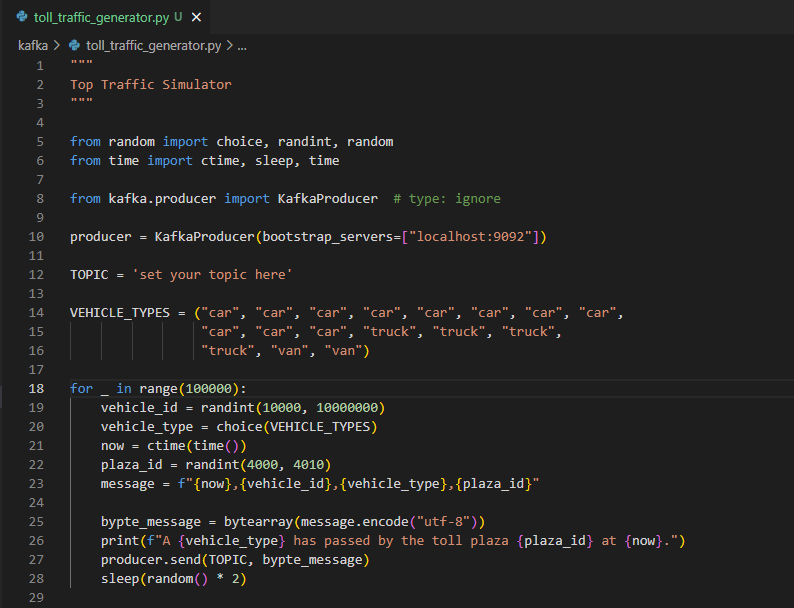 toll_traffic_generator.py U ×
kafka > toll_traffic_generator.py > ...
1 """
2 Top Traffic Simulator
3 """
4
5 from random import choice, randint, random
6 from time import ctime, sleep, time
7
8 from kafka.producer import KafkaProducer  # type: ignore
9
10 producer = KafkaProducer(bootstrap_servers=["localhost:9092"])
11
12 TOPIC = 'set your topic here'
13
14 VEHICLE_TYPES = ("car", "car", "car", "car", "car", "car", "car", "car",
15                  "car", "car", "car", "truck", "truck", "truck",
16                  "truck", "van", "van")
17
18 for _ in range(100000):
19     vehicle_id = randint(10000, 10000000)
20     vehicle_type = choice(VEHICLE_TYPES)
21     now = ctime(time())
22     plaza_id = randint(4000, 4010)
23     message = f"{now},{vehicle_id},{vehicle_type},{plaza_id}"
24
25     bypte_message = bytearray(message.encode("utf-8"))
26     print(f"A {vehicle_type} has passed by the toll plaza {plaza_id} at {now}.")
27     producer.send(TOPIC, bypte_message)
28     sleep(random() * 2)
29